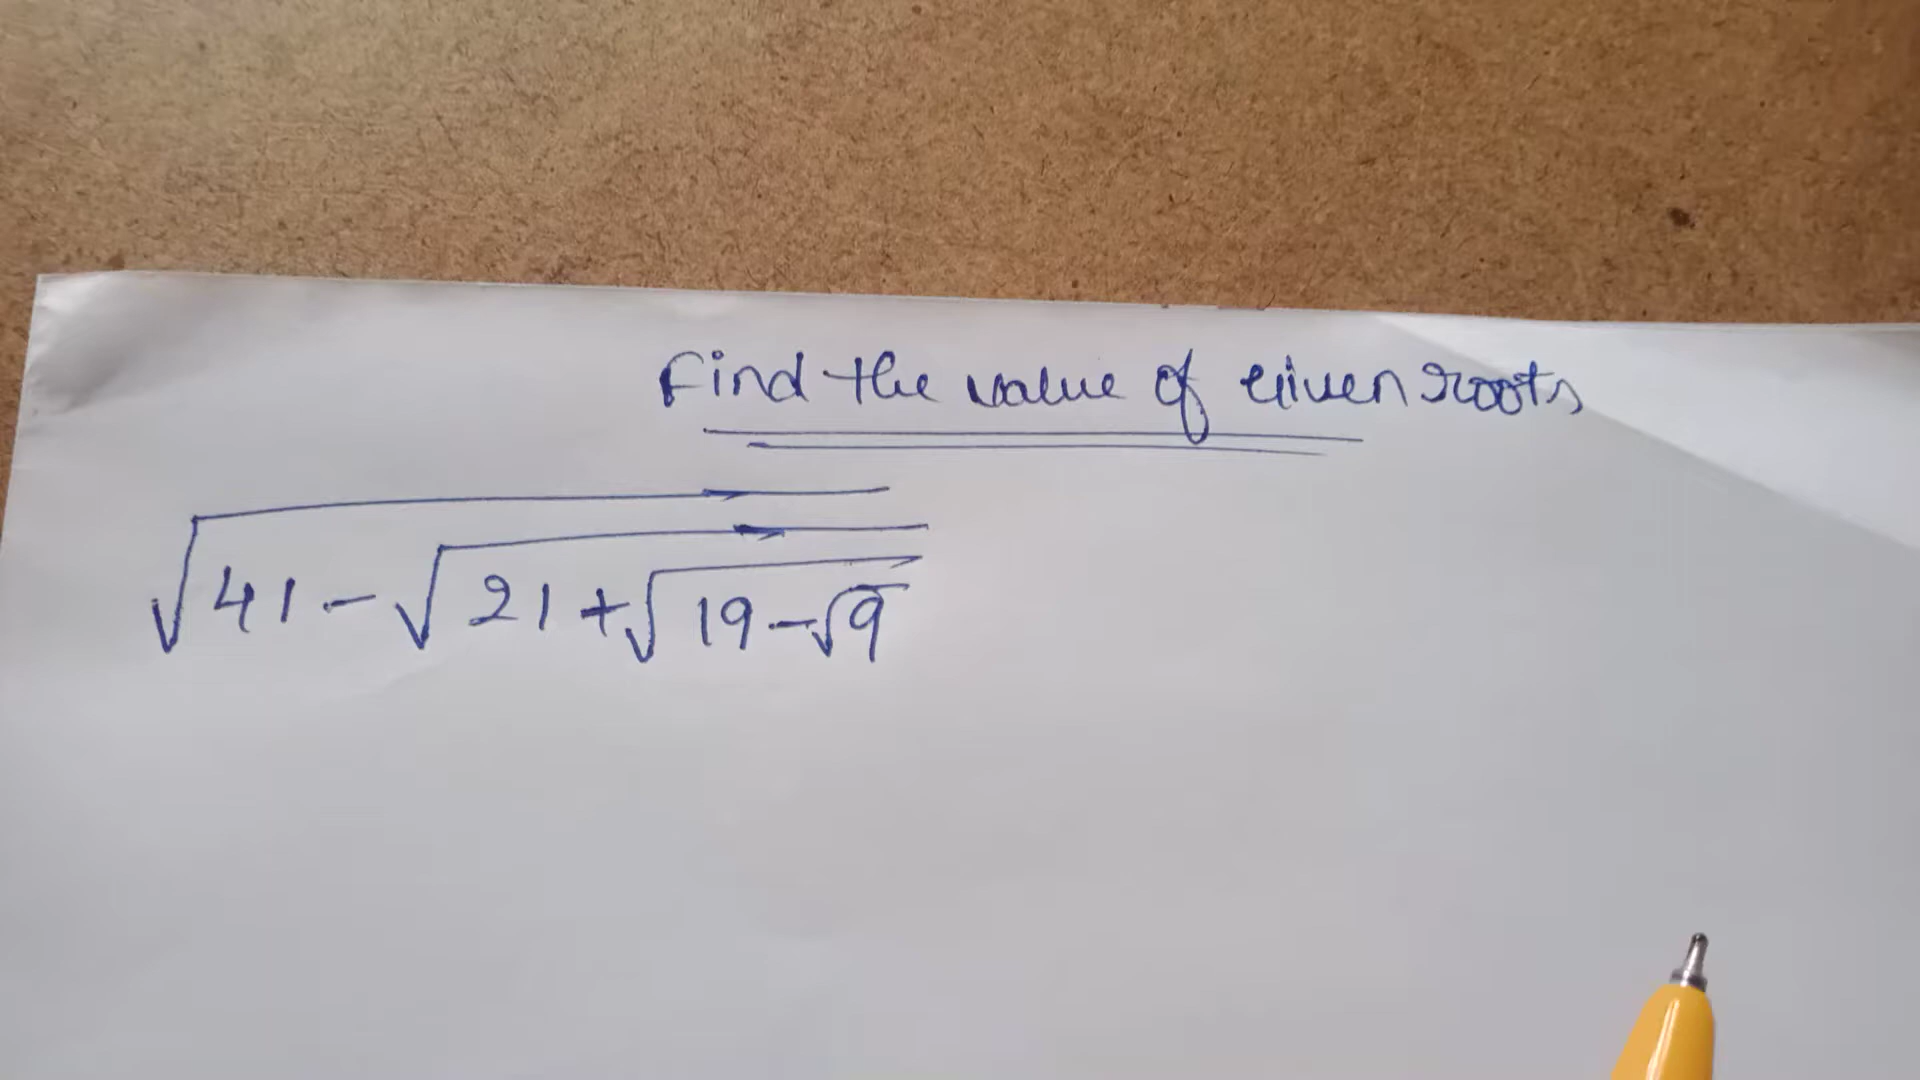 Find the value of Given roots
√41-√21+√19-√9